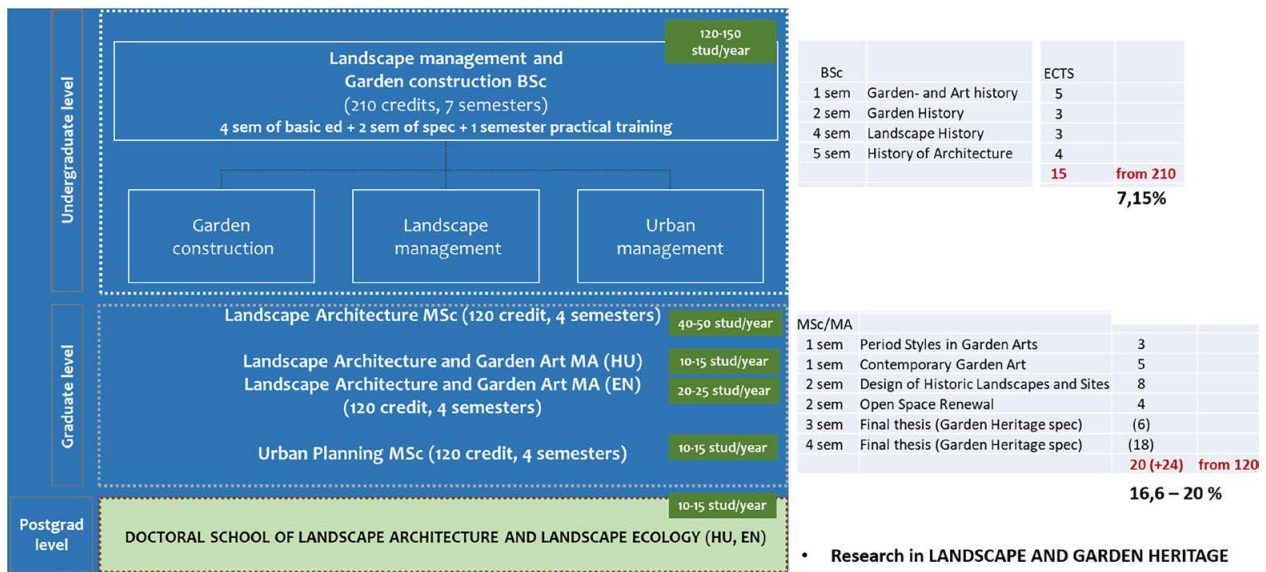 Undergraduate level
120-150
stud/year
Landscape management and
Garden construction BSc
(210 credits, 7 semesters)
4 sem of basic ed + 2 sem of spec + 1 semester practical training
Garden
construction
Landscape
management
Urban
management
Graduate level
Landscape Architecture MSc (120 credit, 4 semesters)
40-50 stud/year
Landscape Architecture and Garden Art MA (HU)
10-15 stud/year
Landscape Architecture and Garden Art MA (EN)
20-25 stud/year
(120 credit, 4 semesters)
Urban Planning MSc (120 credit, 4 semesters)
10-15 stud/year
Postgrad
level
10-15 stud/year
DOCTORAL SCHOOL OF LANDSCAPE ARCHITECTURE AND LANDSCAPE ECOLOGY (HU, EN)
BSc ECTS
1 sem Garden- and Art history 5
2 sem Garden History 3
4 sem Landscape History 3
5 sem History of Architecture 4
15 from 210
7,15%
MSc/MA
1 sem Period Styles in Garden Arts 3
1 sem Contemporary Garden Art 5
2 sem Design of Historic Landscapes and Sites 8
2 sem Open Space Renewal 4
3 sem Final thesis (Garden Heritage spec) (6)
4 sem Final thesis (Garden Heritage spec) (18)
20 (+24) from 120
16,6 – 20 %
• Research in LANDSCAPE AND GARDEN HERITAGE